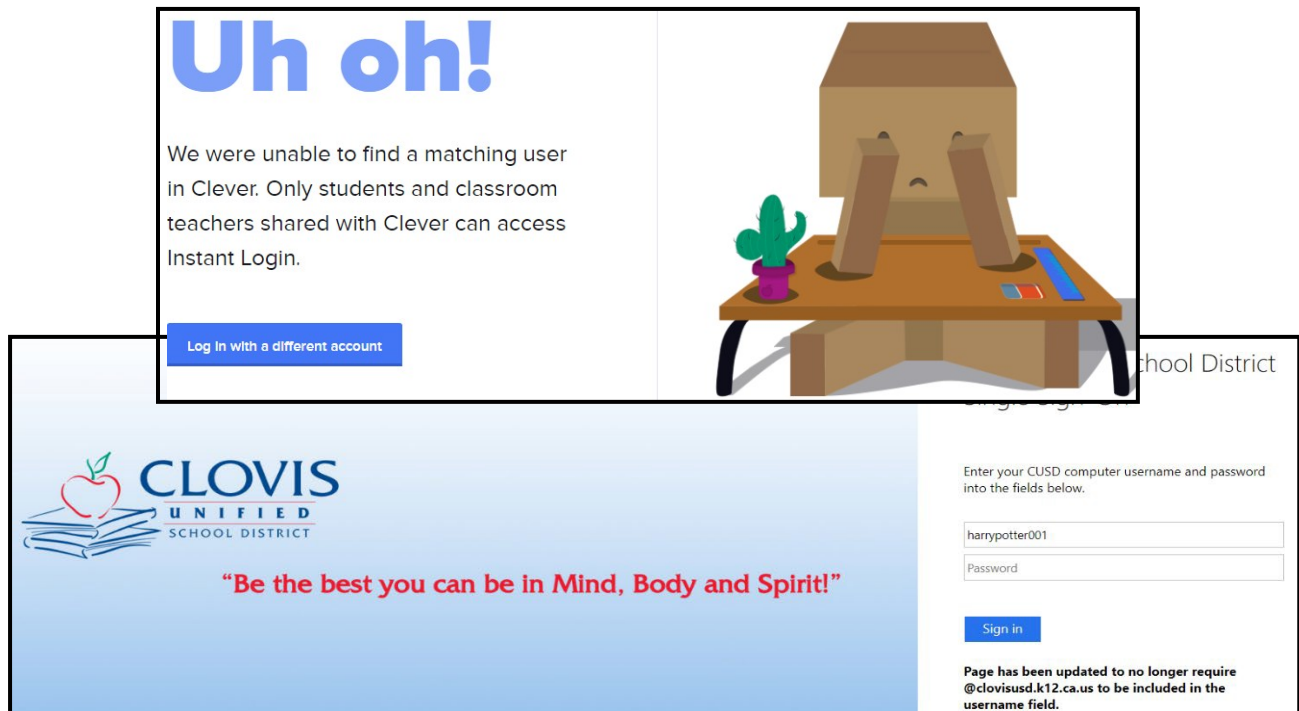 Uh oh!
We were unable to find a matching user
in Clever. Only students and classroom
teachers shared with Clever can access
Instant Login.
Log in with a different account
CLOVIS
UNIFIED
SCHOOL DISTRICT
“Be the best you can be in Mind, Body and Spirit!”
School District
Single Sign-On
Enter your CUSD computer username and password
into the fields below.
harrypotter001
Password
Sign in
Page has been updated to no longer require
@clovisusd.k12.ca.us to be included in the
username field.